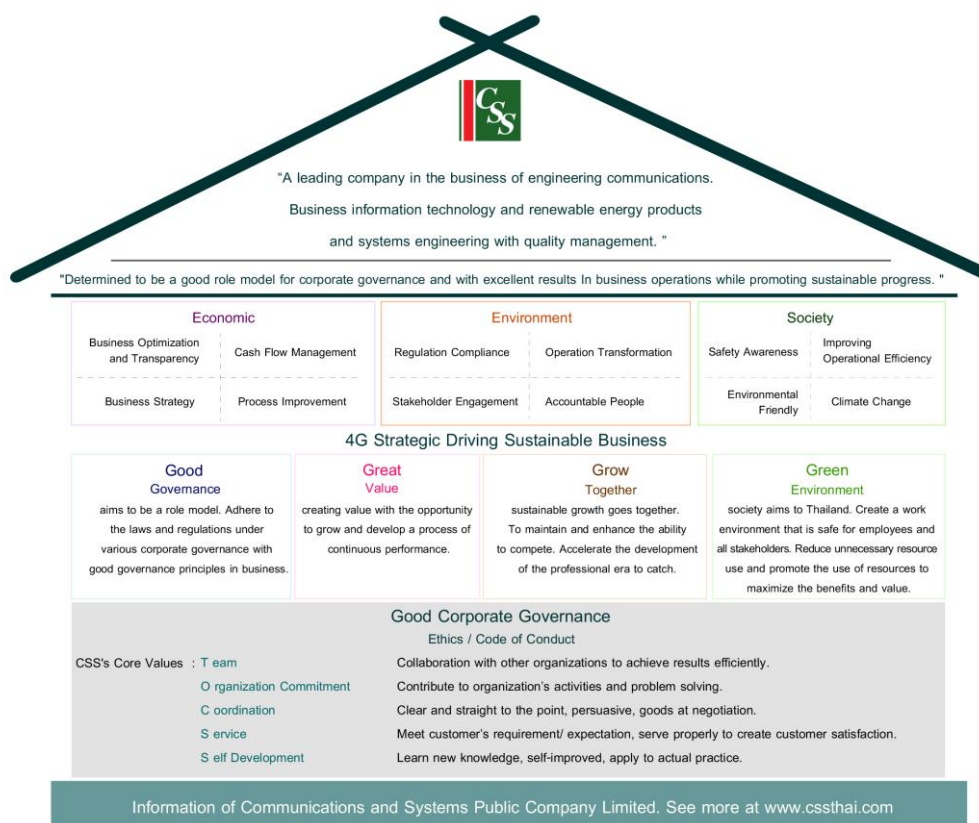 CSS
“A leading company in the business of engineering communications.
Business information technology and renewable energy products
and systems engineering with quality management. ”
"Determined to be a good role model for corporate governance and with excellent results In business operations while promoting sustainable progress. "
Economic
Business Optimization
and Transparency
Cash Flow Management
Business Strategy
Process Improvement
Environment
Regulation Compliance
Operation Transformation
Stakeholder Engagement
Accountable People
Society
Safety Awareness
Improving
Operational Efficiency
Environmental
Friendly
Climate Change
4G Strategic Driving Sustainable Business
Good
Governance
aims to be a role model. Adhere to
the laws and regulations under
various corporate governance with
good governance principles in business.
Great
Value
creating value with the opportunity
to grow and develop a process of
continuous performance.
Grow
Together
sustainable growth goes together.
To maintain and enhance the ability
to compete. Accelerate the development
of the professional era to catch.
Green
Environment
society aims to Thailand. Create a work
environment that is safe for employees and
all stakeholders. Reduce unnecessary resource
use and promote the use of resources to
maximize the benefits and value.
Good Corporate Governance
Ethics / Code of Conduct
CSS's Core Values : T eam Collaboration with other organizations to achieve results efficiently.
O rganization Commitment Contribute to organization’s activities and problem solving.
C oordination Clear and straight to the point, persuasive, goods at negotiation.
S ervice Meet customer’s requirement/ expectation, serve properly to create customer satisfaction.
S elf Development Learn new knowledge, self-improved, apply to actual practice.
Information of Communications and Systems Public Company Limited. See more at www.cssthai.com